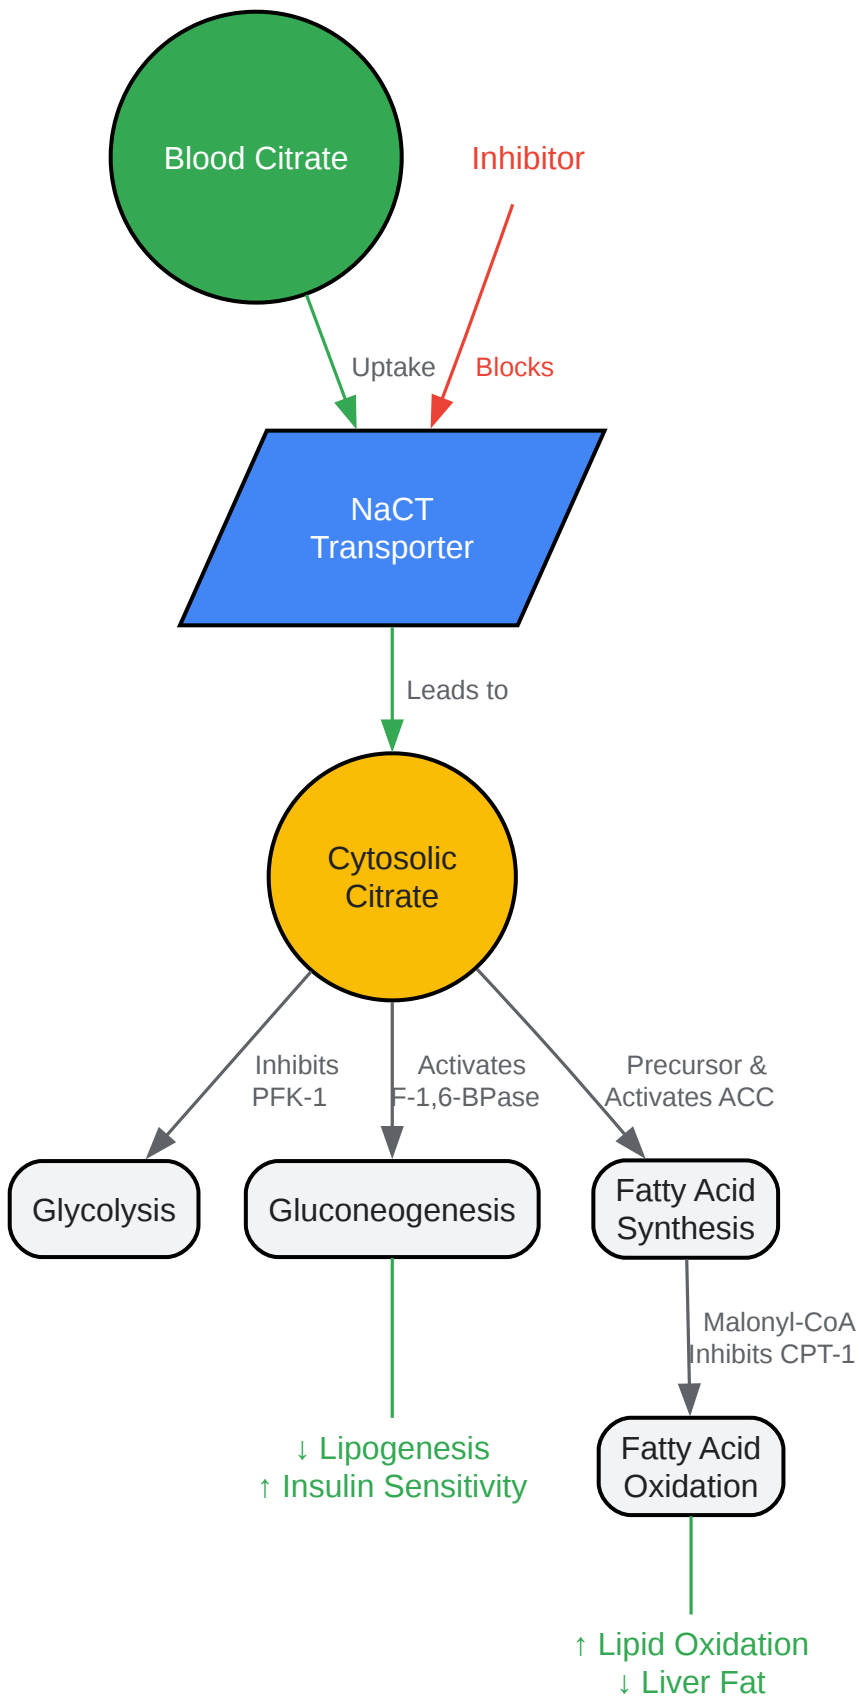 Blood Citrate
Inhibitor
Uptake
Blocks
NaCT
Transporter
Leads to
Cytosolic
Citrate
Inhibits
PFK-1
Activates
F-1,6-BPase
Precursor &
Activates ACC
Glycolysis
Gluconeogenesis
Fatty Acid
Synthesis
Malonyl-CoA
Inhibits CPT-1
↓ Lipogenesis
↑ Insulin Sensitivity
Fatty Acid
Oxidation
↑ Lipid Oxidation
↓ Liver Fat